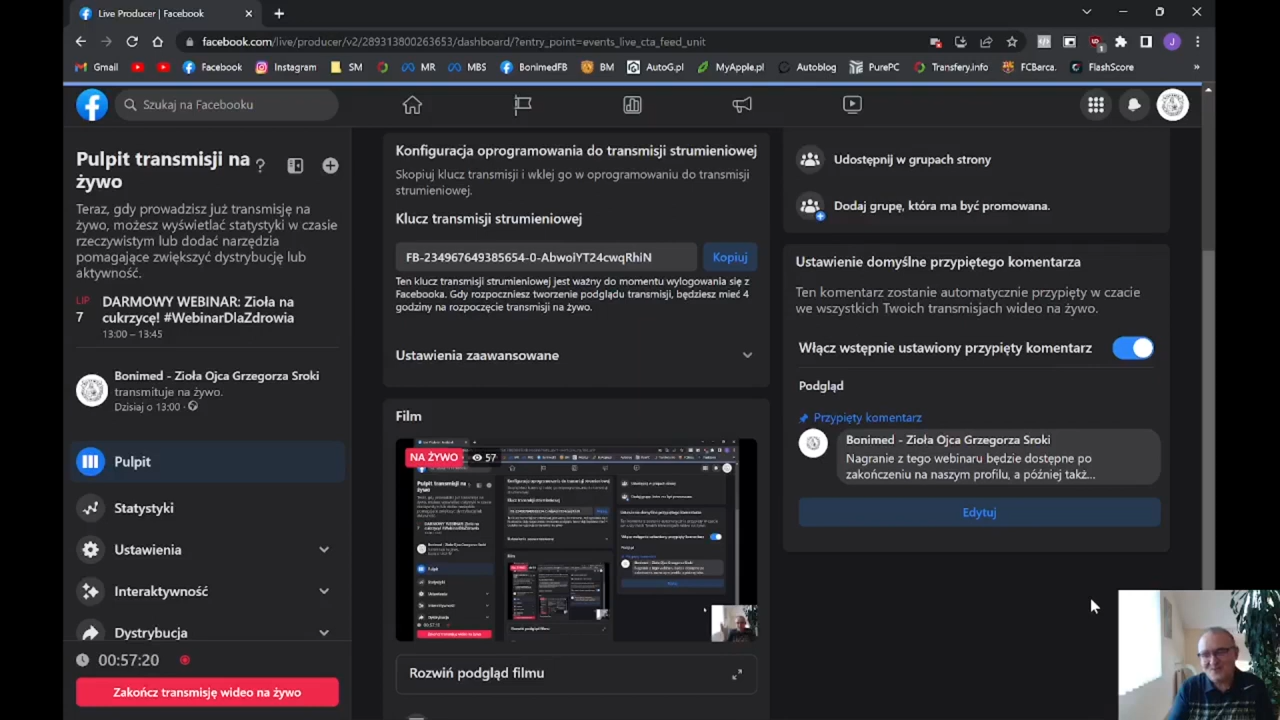 Live Producer | Facebook
facebook.com/live/producer/v2/289313800263653/dashboard/?entry_point=events_live_cta_feed_unit
Gmail
Facebook
Instagram
SM
MR
MBS
BonimedFB
BM
AutoG.pl
MyApple.pl
Autoblog
PurePC
Transfery.info
FCBarca.
FlashScore
»
Szukaj na Facebooku
Pulpit transmisji na
żywo
Teraz, gdy prowadzisz już transmisję na
żywo, możesz wyświetlać statystyki w czasie
rzeczywistym lub dodać narzędzia
pomagające zwiększyć dystrybucję lub
aktywność.
LIP
7
DARMOWY WEBINAR: Zioła na
cukrzycę! #WebinarDlaZdrowia
13:00 – 13:45
Bonimed - Zioła Ojca Grzegorza Sroki
transmituje na żywo.
Dzisiaj o 13:00 ·
Pulpit
Statystyki
Ustawienia
Interaktywność
Dystrybucja
00:57:20
Zakończ transmisję wideo na żywo
Konfiguracja oprogramowania do transmisji strumieniowej
Skopiuj klucz transmisji i wklej go w oprogramowaniu do transmisji
strumieniowej.
Klucz transmisji strumieniowej
FB-234967649385654-0-AbwoiYT24cwqRhiN
Kopiuj
Ten klucz transmisji strumieniowej jest ważny do momentu wylogowania się z
Facebooka. Gdy rozpoczniesz tworzenie podglądu transmisji, będziesz mieć 4
godziny na rozpoczęcie transmisji na żywo.
Ustawienia zaawansowane
Film
NA ŻYWO
57
Rozwiń podgląd filmu
Udostępnij w grupach strony
Dodaj grupę, która ma być promowana.
Ustawienie domyślne przypiętego komentarza
Ten komentarz zostanie automatycznie przypięty w czasie
we wszystkich Twoich transmisjach wideo na żywo.
Włącz wstępnie ustawiony przypięty komentarz
Podgląd
Przypięty komentarz
Bonimed - Zioła Ojca Grzegorza Sroki
Nagranie z tego webinaru bedzie dostępne po
zakończeniu na naszym profilu, a później takż...
Edytuj